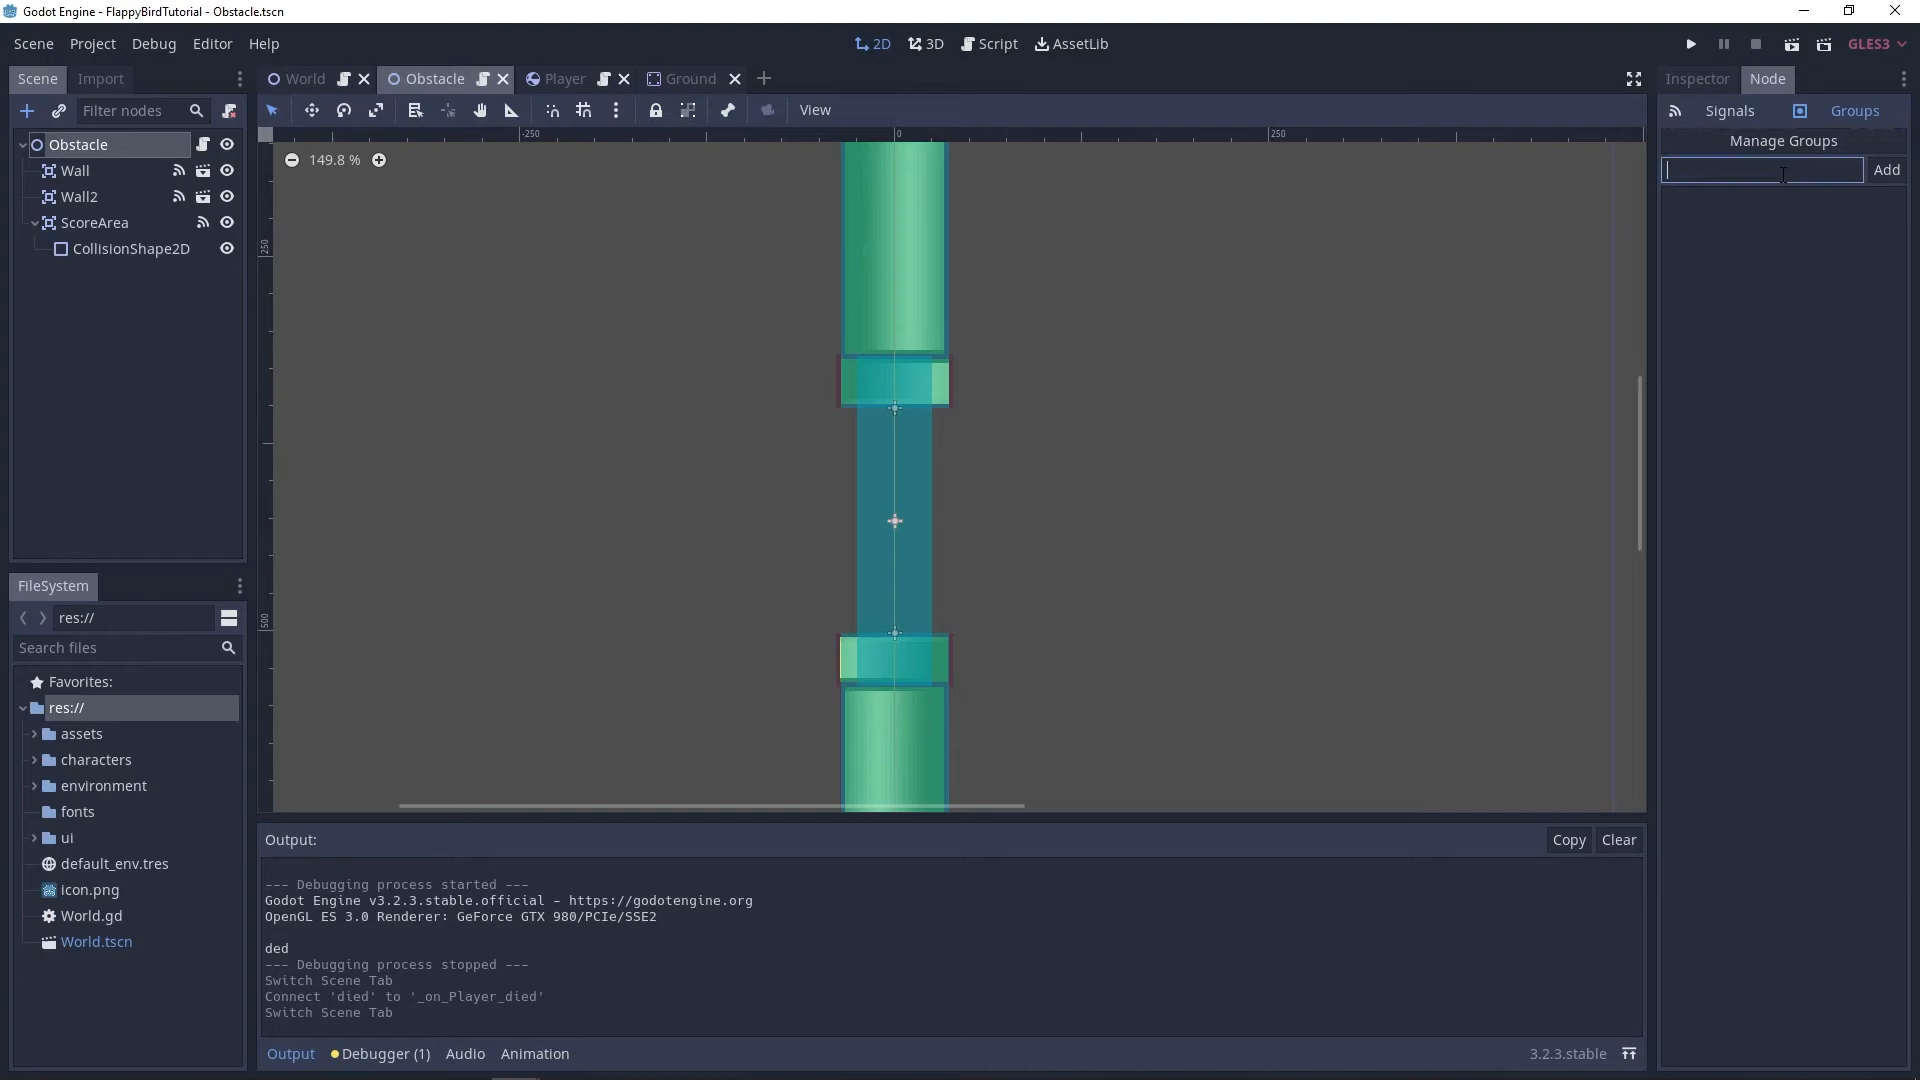 Godot Engine - FlappyBirdTutorial - Obstacle.tscn
Scene Project Debug Editor Help
2D 3D Script AssetLib
GLES3
Scene Import
World Obstacle Player Ground
Inspector Node
Filter nodes
View
Signals Groups
Manage Groups
Add
Obstacle
Wall
Wall2
ScoreArea
CollisionShape2D
-250 0 250
149.8 %
250
500
FileSystem
res://
Search files
Favorites:
res://
assets
characters
environment
fonts
ui
default_env.tres
icon.png
World.gd
World.tscn
Output:
Copy Clear
--- Debugging process started ---
Godot Engine v3.2.3.stable.official - https://godotengine.org
OpenGL ES 3.0 Renderer: GeForce GTX 980/PCIe/SSE2
ded
--- Debugging process stopped ---
Switch Scene Tab
Connect 'died' to '_on_Player_died'
Switch Scene Tab
Output Debugger (1) Audio Animation
3.2.3.stable